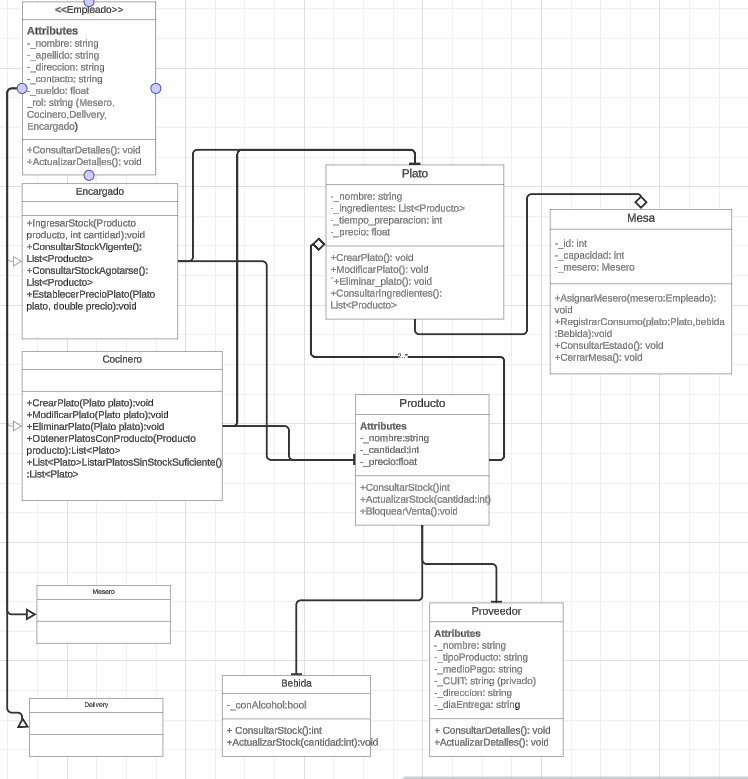 <<Empleado>>
Attributes
-_nombre: string
-_apellido: string
-_direccion: string
-_contacto: string
-_sueldo: float
_rol: string (Mesero,
Cocinero,Delivery,
Encargado)
+ConsultarDetalles(): void
+ActualizarDetalles(): void
Encargado
+IngresarStock(Producto
producto, int cantidad):void
+ConsultarStockVigente():
List<Producto>
+ConsultarStockAgotarse():
List<Producto>
+EstablecerPrecioPlato(Plato
plato, double precio):void
Cocinero
+CrearPlato(Plato plato):void
+ModificarPlato(Plato plato);void
+EliminarPlato(Plato plato):void
+ObtenerPlatosConProducto(Producto
producto):List<Plato>
+List<Plato>ListarPlatosSinStockSuficiente()
:List<Plato>
Mesero
Delivery
Plato
-_nombre: string
-_ingredientes: List<Producto>
-_tiempo_preparacion: int
-_precio: float
+CrearPlato(): void
+ModificarPlato(): void
´+Eliminar_plato(): void
+ConsultarIngredientes():
List<Producto>
Mesa
-_id: int
-_capacidad: int
-_mesero: Mesero
+AsignarMesero(mesero:Empleado):
void
+RegistrarConsumo(plato:Plato,bebida
:Bebida):void
+ConsultarEstado(): void
+CerrarMesa(): void
Producto
Attributes
-_nombre:string
-_cantidad:int
-_precio:float
+ConsultarStock()int
+ActualizarStock(cantidad:int)
+BloquearVenta():void
Bebida
-_conAlcohol:bool
+ ConsultarStock():int
+ActualizarStock(cantidad:int):void
Proveedor
Attributes
-_nombre: string
-_tipoProducto: string
-_medioPago: string
-_CUIT: string (privado)
-_direccion: string
-_diaEntrega: string
+ ConsultarDetalles(): void
+ActualizarDetalles(): void